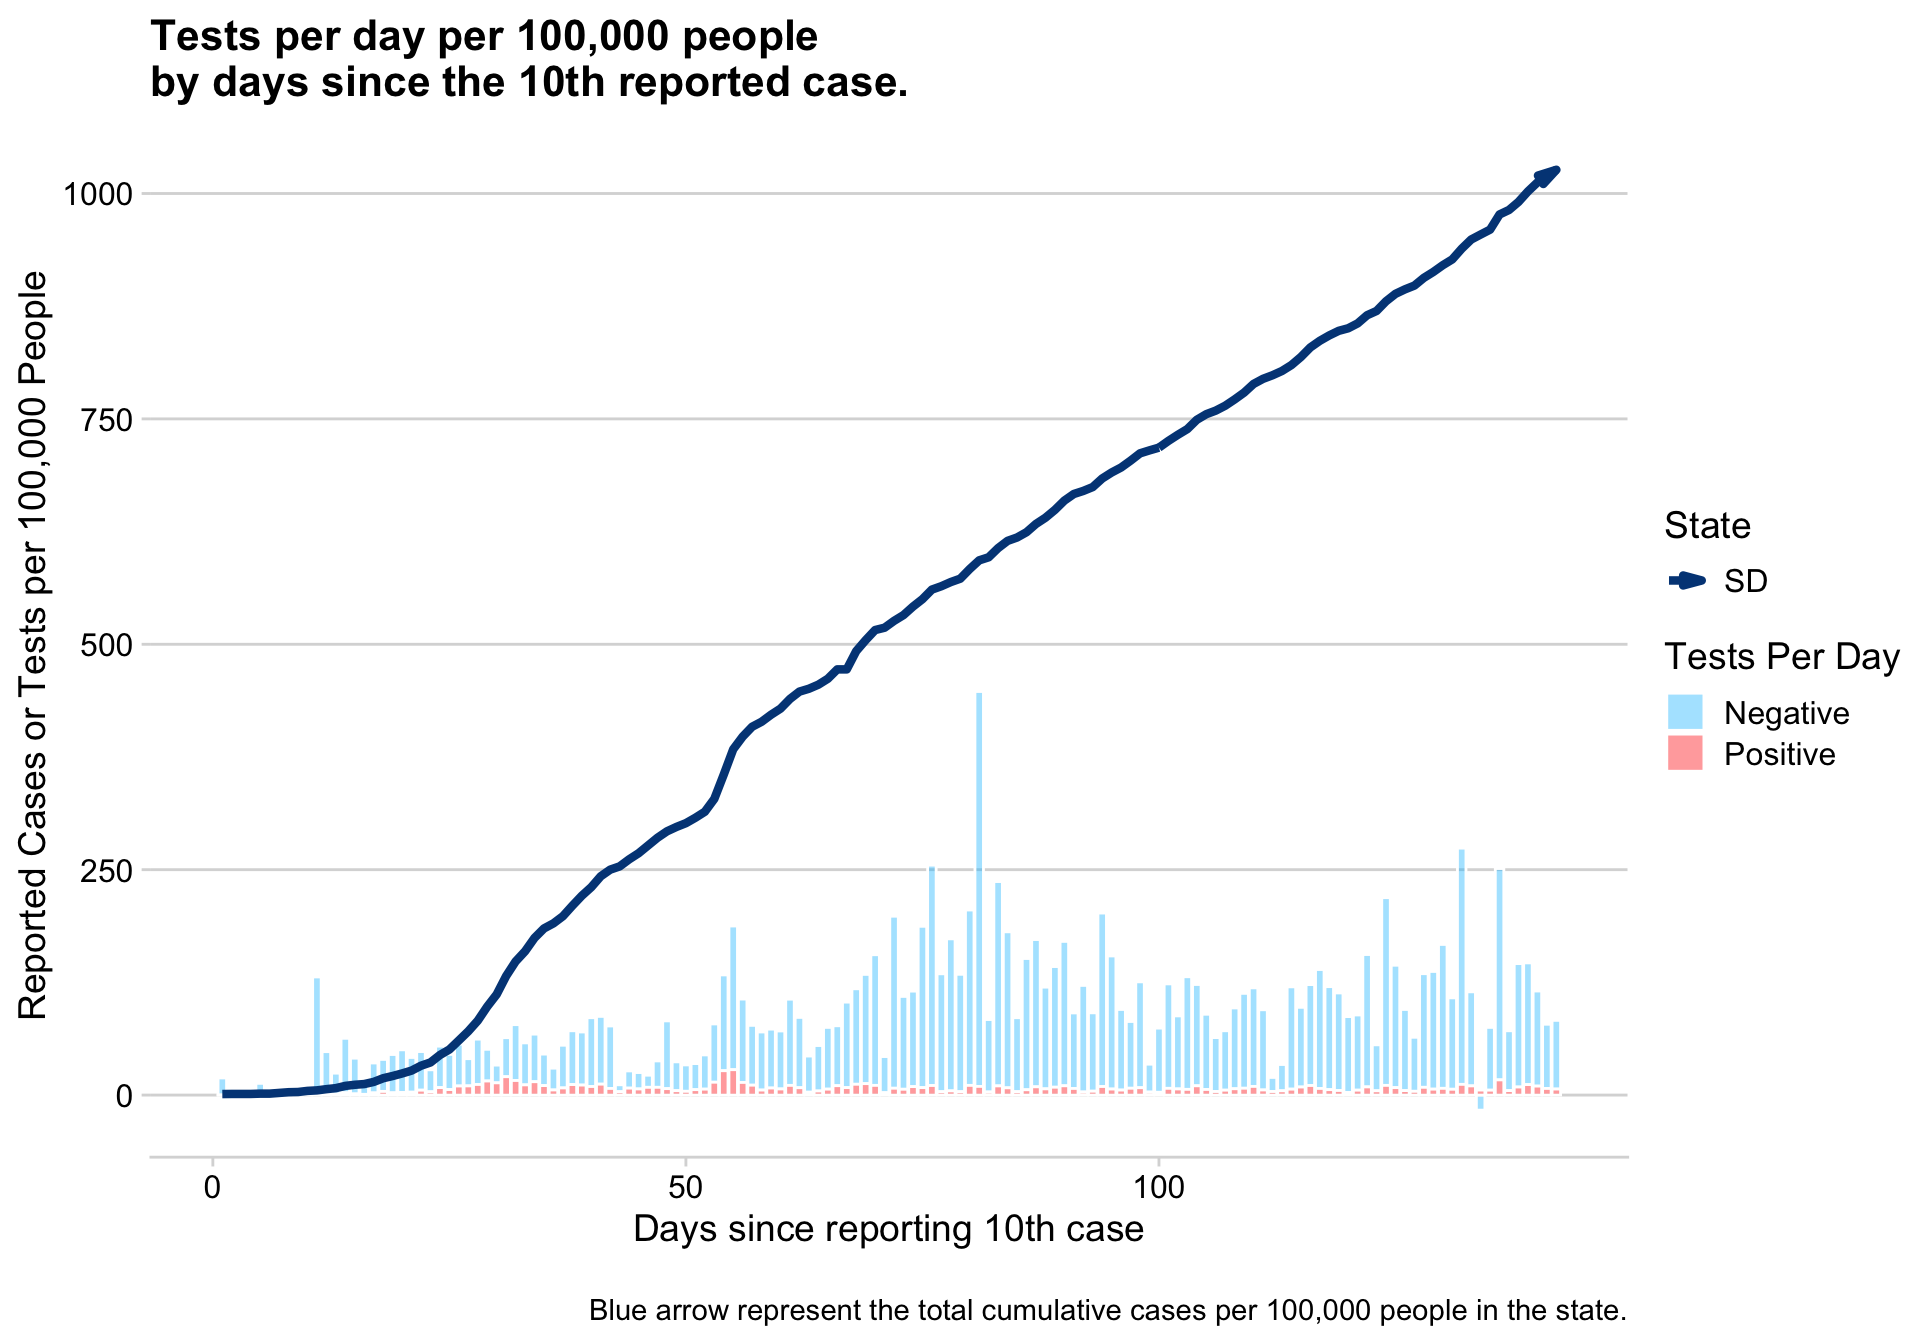 Tests per day per 100,000 people
by days since the 10th reported case.
Reported Cases or Tests per 100,000 People
1000
750
500
250
0
0
50
100
Days since reporting 10th case
State
SD
Tests Per Day
Negative
Positive
Blue arrow represent the total cumulative cases per 100,000 people in the state.